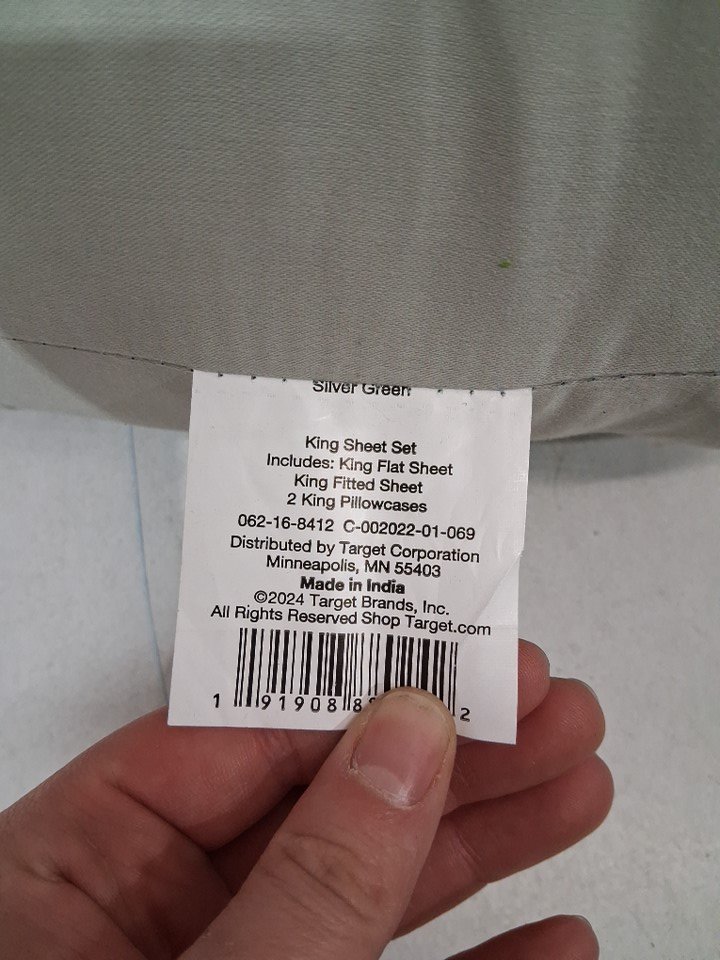 Silver Green
King Sheet Set
Includes: King Flat Sheet
King Fitted Sheet
2 King Pillowcases
062-16-8412 C-002022-01-069
Distributed by Target Corporation
Minneapolis, MN 55403
Made in India
©2024 Target Brands, Inc.
All Rights Reserved Shop Target.com
1 91908 8 2